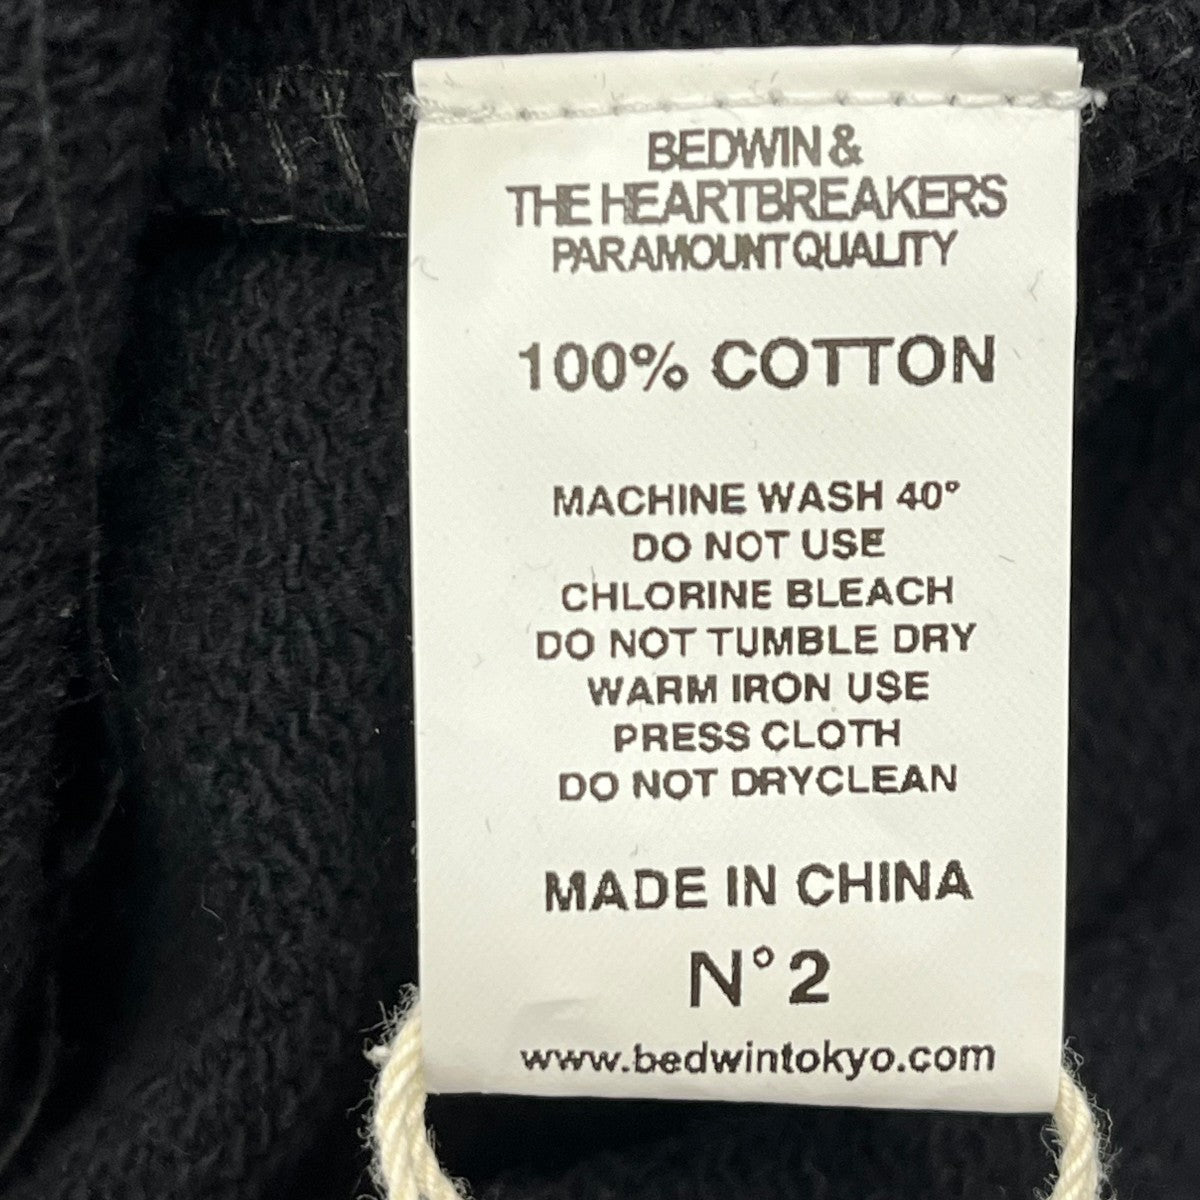 BEDWIN &
THE HEARTBREAKERS
PARAMOUNT QUALITY
100% COTTON
MACHINE WASH 40°
DO NOT USE
CHLORINE BLEACH
DO NOT TUMBLE DRY
WARM IRON USE
PRESS CLOTH
DO NOT DRYCLEAN
MADE IN CHINA
N°2
www.bedwintokyo.com